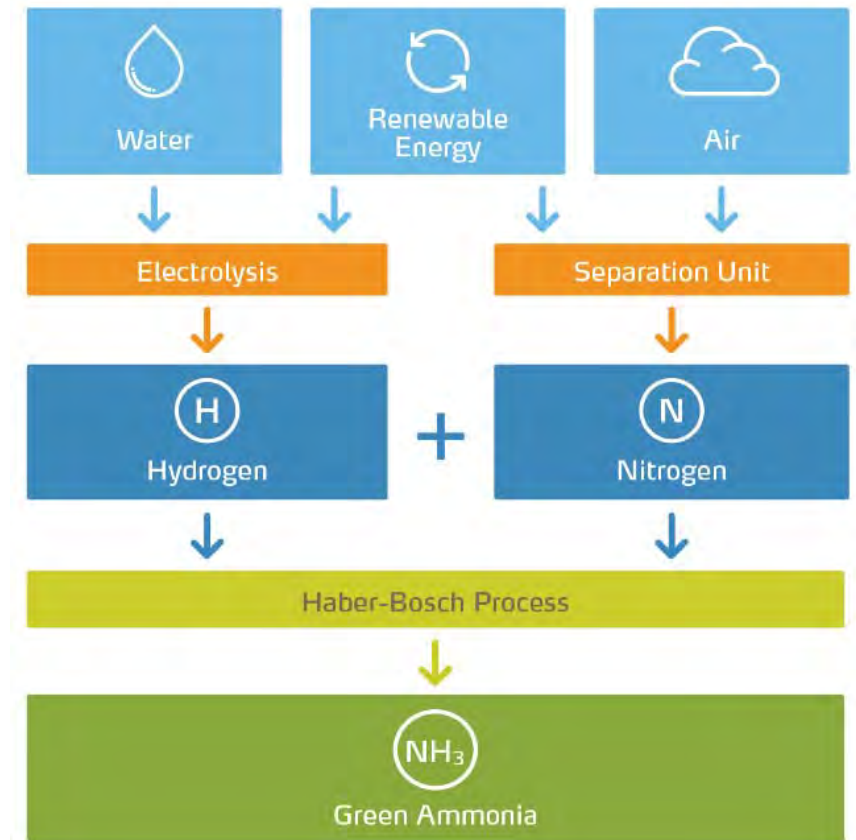 Water
Renewable
Energy
Air
Electrolysis
Separation Unit
H
Hydrogen
+
N
Nitrogen
Haber-Bosch Process
NH₃
Green Ammonia